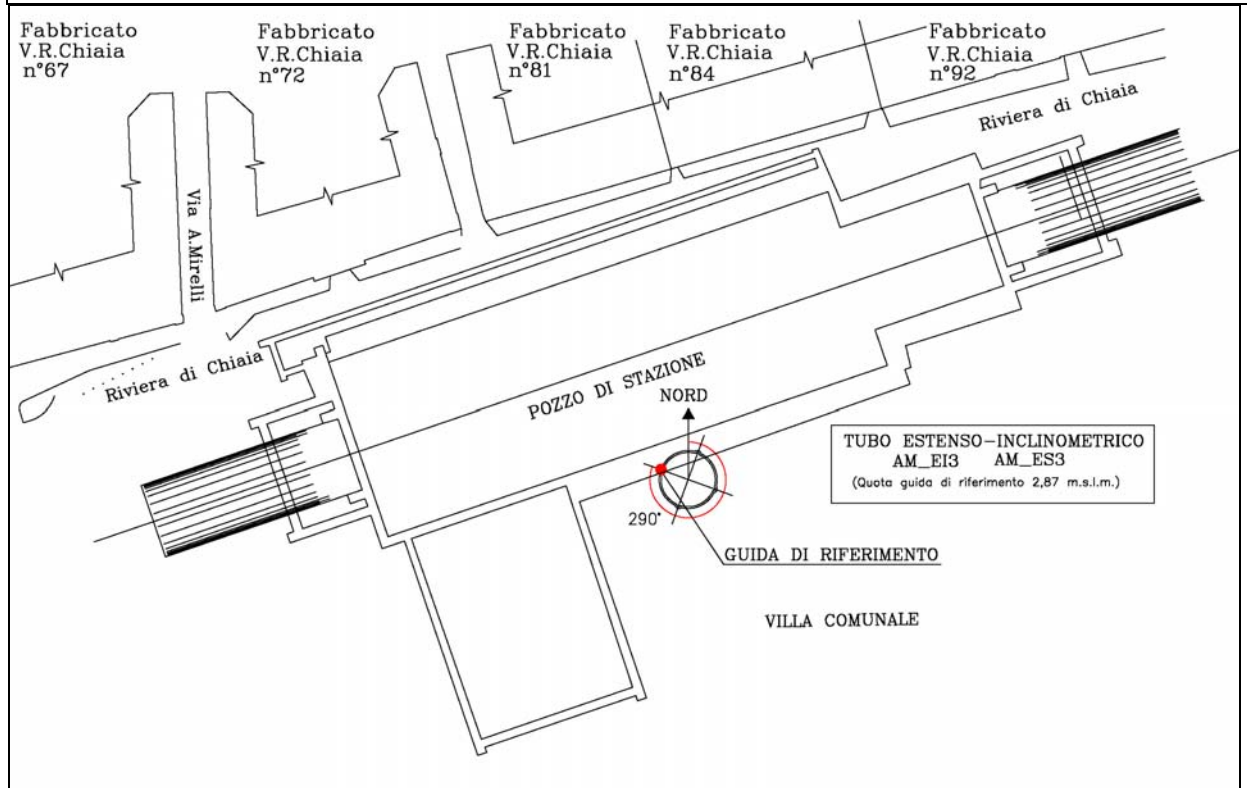 Fabbricato
V.R.Chiaia
n°67
Fabbricato
V.R.Chiaia
n°72
Fabbricato
V.R.Chiaia
n°81
Fabbricato
V.R.Chiaia
n°84
Fabbricato
V.R.Chiaia
n°92
Riviera di Chiaia
Via A.Mirelli
Riviera di Chiaia
POZZO DI STAZIONE
NORD
TUBO ESTENSO-INCLINOMETRICO
AM_EI3 AM_ES3
(Quota guida di riferimento 2,87 m.s.l.m.)
290°
GUIDA DI RIFERIMENTO
VILLA COMUNALE